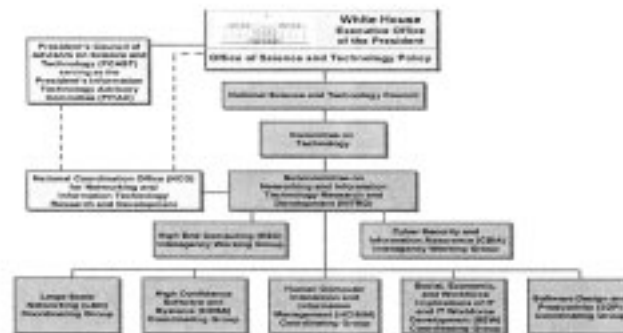 White House
Executive Office
of the President
Office of Science and Technology Policy
President's Council of
Advisors on Science and
Technology (PCAST)
serving as the
President's Information
Technology Advisory
Committee (PITAC)
National Science and Technology Council
Committee on
Technology
National Coordination Office (NCO)
for Networking and
Information Technology
Research and Development
Subcommittee on
Networking and Information
Technology Research and
Development (NITRD)
High End Computing (HEC)
Interagency Working Group
Cyber Security and
Information Assurance (CSIA)
Interagency Working Group
Large Scale
Networking (LSN)
Coordinating Group
High Confidence
Software and
Systems (HCSS)
Coordinating Group
Human Computer
Interaction and
Information
Management (HCI&IM)
Coordinating Group
Social, Economic,
and Workforce
Implications of IT
and IT Workforce
Development (SEW)
Coordinating Group
Software Design and
Productivity (SDP)
Coordinating Group